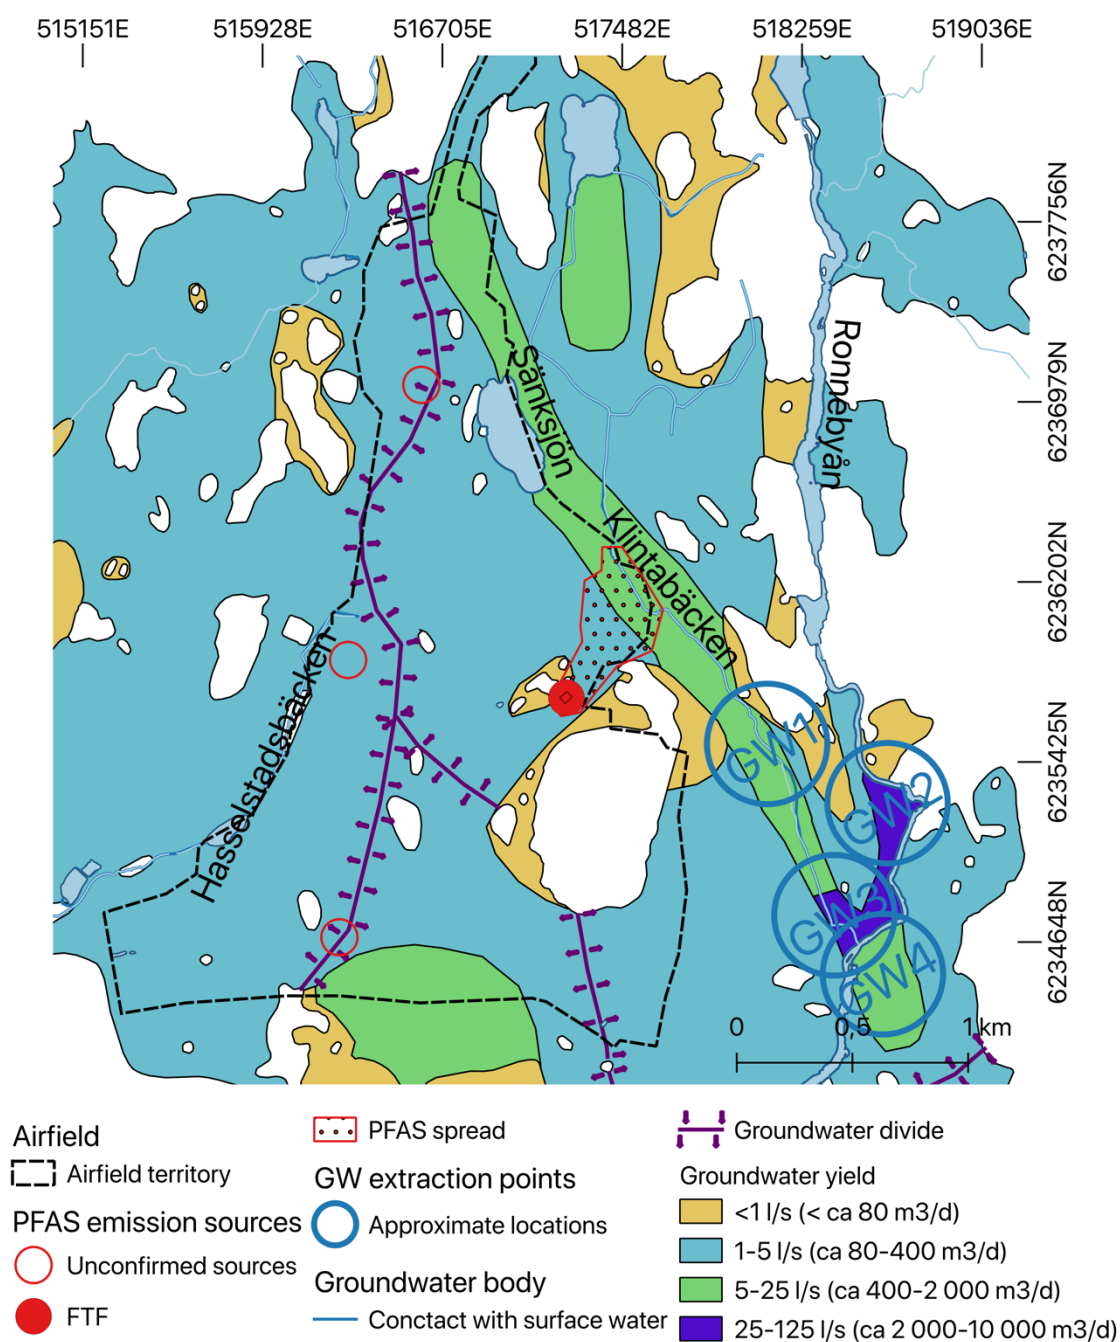 515151E 515928E 516705E 517482E 518259E 519036E
6237756N
6236979N
6236202N
6235425N
6234648N
Sänksjön
Ronnebyån
Klintabäcken
Hasselstadsbäcken
GW1
GW2
GW3
GW4
0 0,5 1 km
Airfield
Airfield territory
PFAS emission sources
Unconfirmed sources
FTF
PFAS spread
GW extraction points
Approximate locations
Groundwater body
Conctact with surface water
Groundwater divide
Groundwater yield
<1 l/s (< ca 80 m3/d)
1-5 l/s (ca 80-400 m3/d)
5-25 l/s (ca 400-2 000 m3/d)
25-125 l/s (ca 2 000-10 000 m3/d)